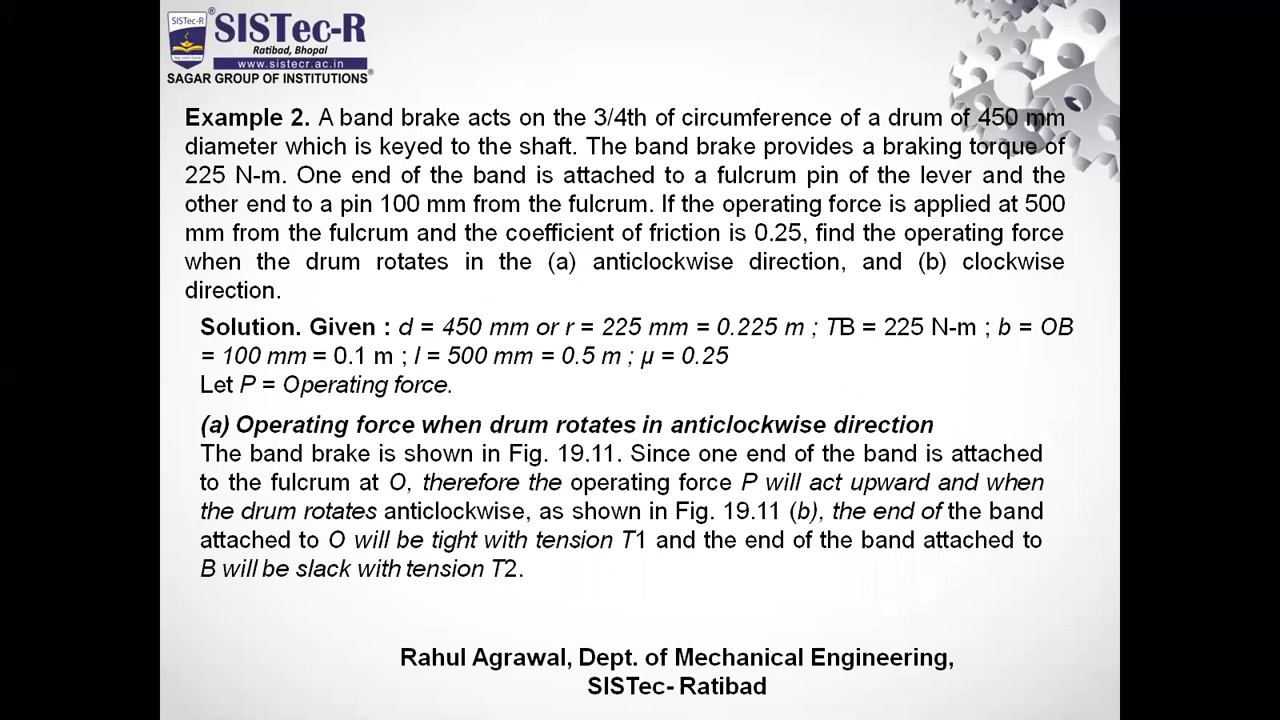 SISTec-R
®
SISTec-R
Ratibad, Bhopal
www.sistecr.ac.in
SAGAR GROUP OF INSTITUTIONS®
Example 2. A band brake acts on the 3/4th of circumference of a drum of 450 mm
diameter which is keyed to the shaft. The band brake provides a braking torque of
225 N-m. One end of the band is attached to a fulcrum pin of the lever and the
other end to a pin 100 mm from the fulcrum. If the operating force is applied at 500
mm from the fulcrum and the coefficient of friction is 0.25, find the operating force
when the drum rotates in the (a) anticlockwise direction, and (b) clockwise
direction.
Solution. Given : d = 450 mm or r = 225 mm = 0.225 m ; TB = 225 N-m ; b = OB
= 100 mm = 0.1 m ; l = 500 mm = 0.5 m ; µ = 0.25
Let P = Operating force.
(a) Operating force when drum rotates in anticlockwise direction
The band brake is shown in Fig. 19.11. Since one end of the band is attached
to the fulcrum at O, therefore the operating force P will act upward and when
the drum rotates anticlockwise, as shown in Fig. 19.11 (b), the end of the band
attached to O will be tight with tension T1 and the end of the band attached to
B will be slack with tension T2.
Rahul Agrawal, Dept. of Mechanical Engineering,
SISTec- Ratibad